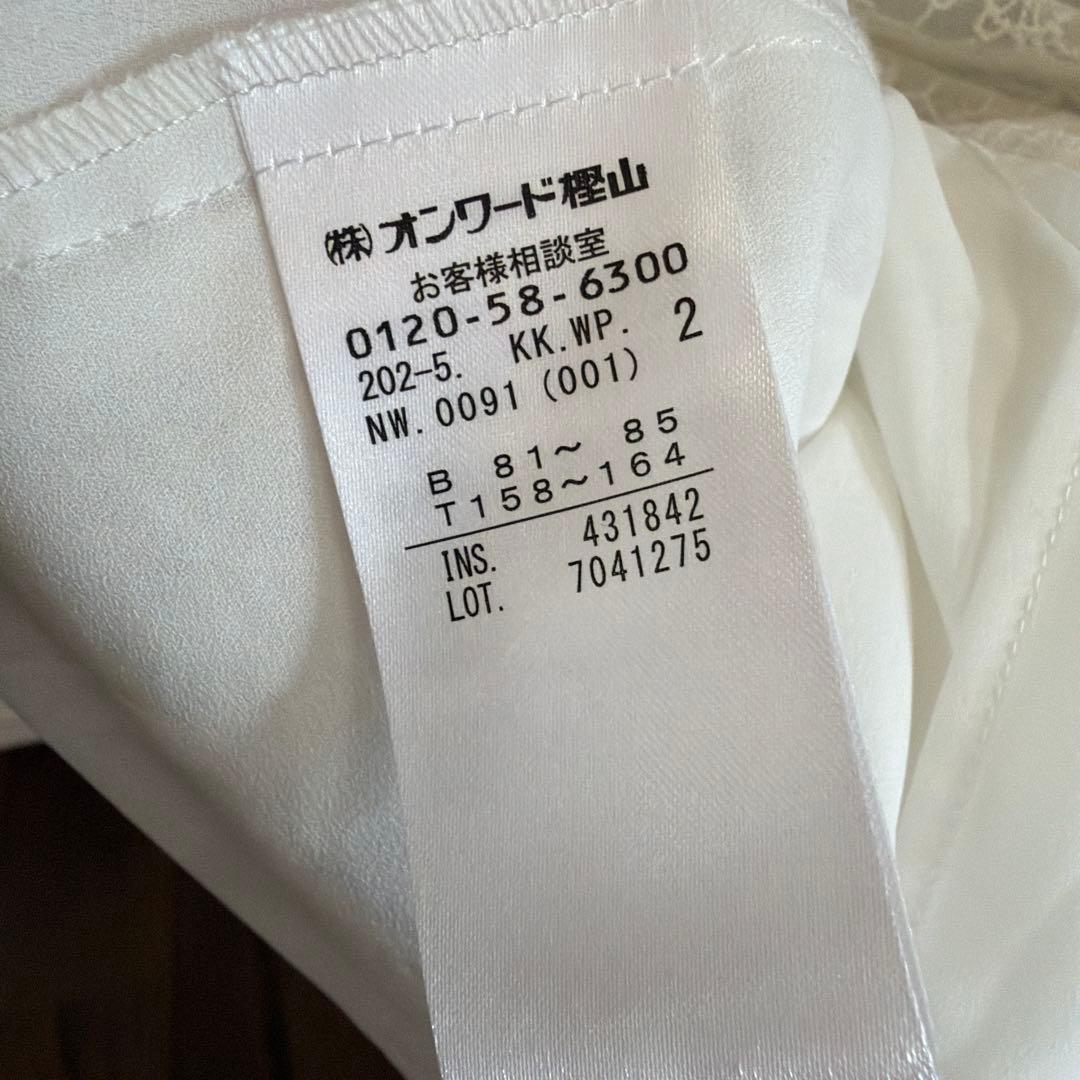 ㈱オンワード樫山
お客様相談室
0120-58-6300
202-5. KK.WP. 2
NW.0091 (001)
B 81～ 85
T158～164
INS. 431842
LOT. 7041275